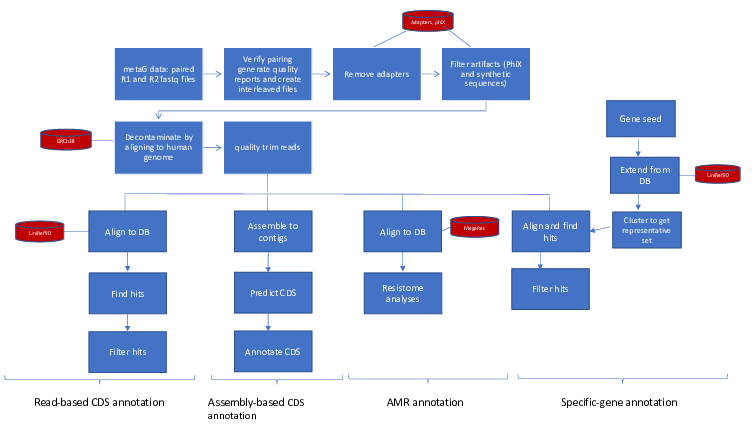 Adapters, phiX
metaG data: paired
R1 and R2 fastq files
Verify pairing
generate quality
reports and create
interleaved files
Remove adapters
Filter artifacts (PhiX
and synthetic
sequences)
GRCh38
Decontaminate by
aligning to human
genome
quality trim reads
Gene seed
Extend from
DB
UniRef90
Cluster to get
representative
set
UniRef90
Align to DB
Assemble to
contigs
Align to DB
MegaRes
Align and find
hits
Find hits
Predict CDS
Resistome
analyses
Filter hits
Filter hits
Annotate CDS
Read-based CDS annotation
Assembly-based CDS
annotation
AMR annotation
Specific-gene annotation